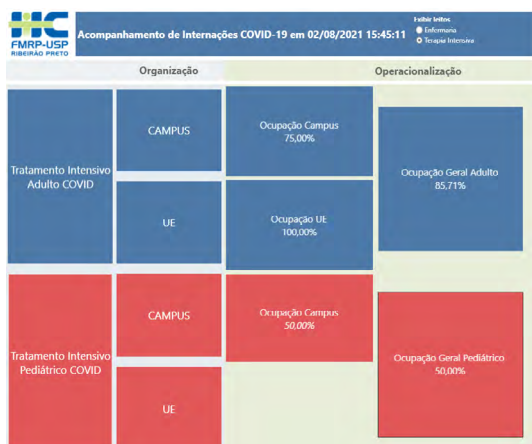 HC
FMRP-USP
RIBEIRÃO PRETO
Acompanhamento de Internações COVID-19 em 02/08/2021 15:45:11
Exibir leitos
Enfermaria
Terapia Intensiva
Organização
Operacionalização
Tratamento Intensivo
Adulto COVID
CAMPUS
Ocupação Campus
75,00%
Ocupação Geral Adulto
85,71%
UE
Ocupação UE
100,00%
Tratamento Intensivo
Pediátrico COVID
CAMPUS
Ocupação Campus
50,00%
Ocupação Geral Pediátrico
50,00%
UE